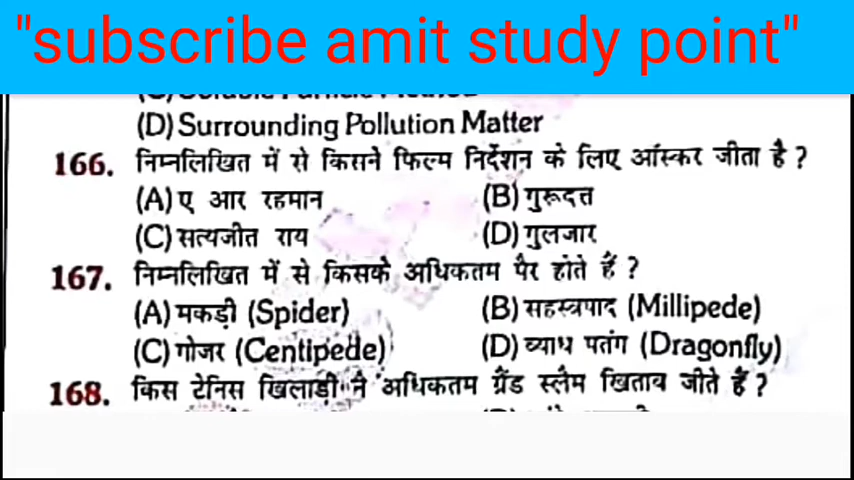 "subscribe amit study point"
(D) Surrounding Pollution Matter
166. निम्नलिखित में से किसने फिल्म निर्देशन के लिए ऑस्कर जीता है ?
(A) ए आर रहमान (B) गुरूदत्त
(C) सत्यजीत राय (D) गुलजार
167. निम्नलिखित में से किसके अधिकतम पैर होते हैं ?
(A) मकड़ी (Spider) (B) सहस्त्रपाद (Millipede)
(C) गोजर (Centipede) (D) व्याध पतंग (Dragonfly)
168. किस टेनिस खिलाड़ी ने अधिकतम ग्रैंड स्लैम खिताब जीते हैं ?